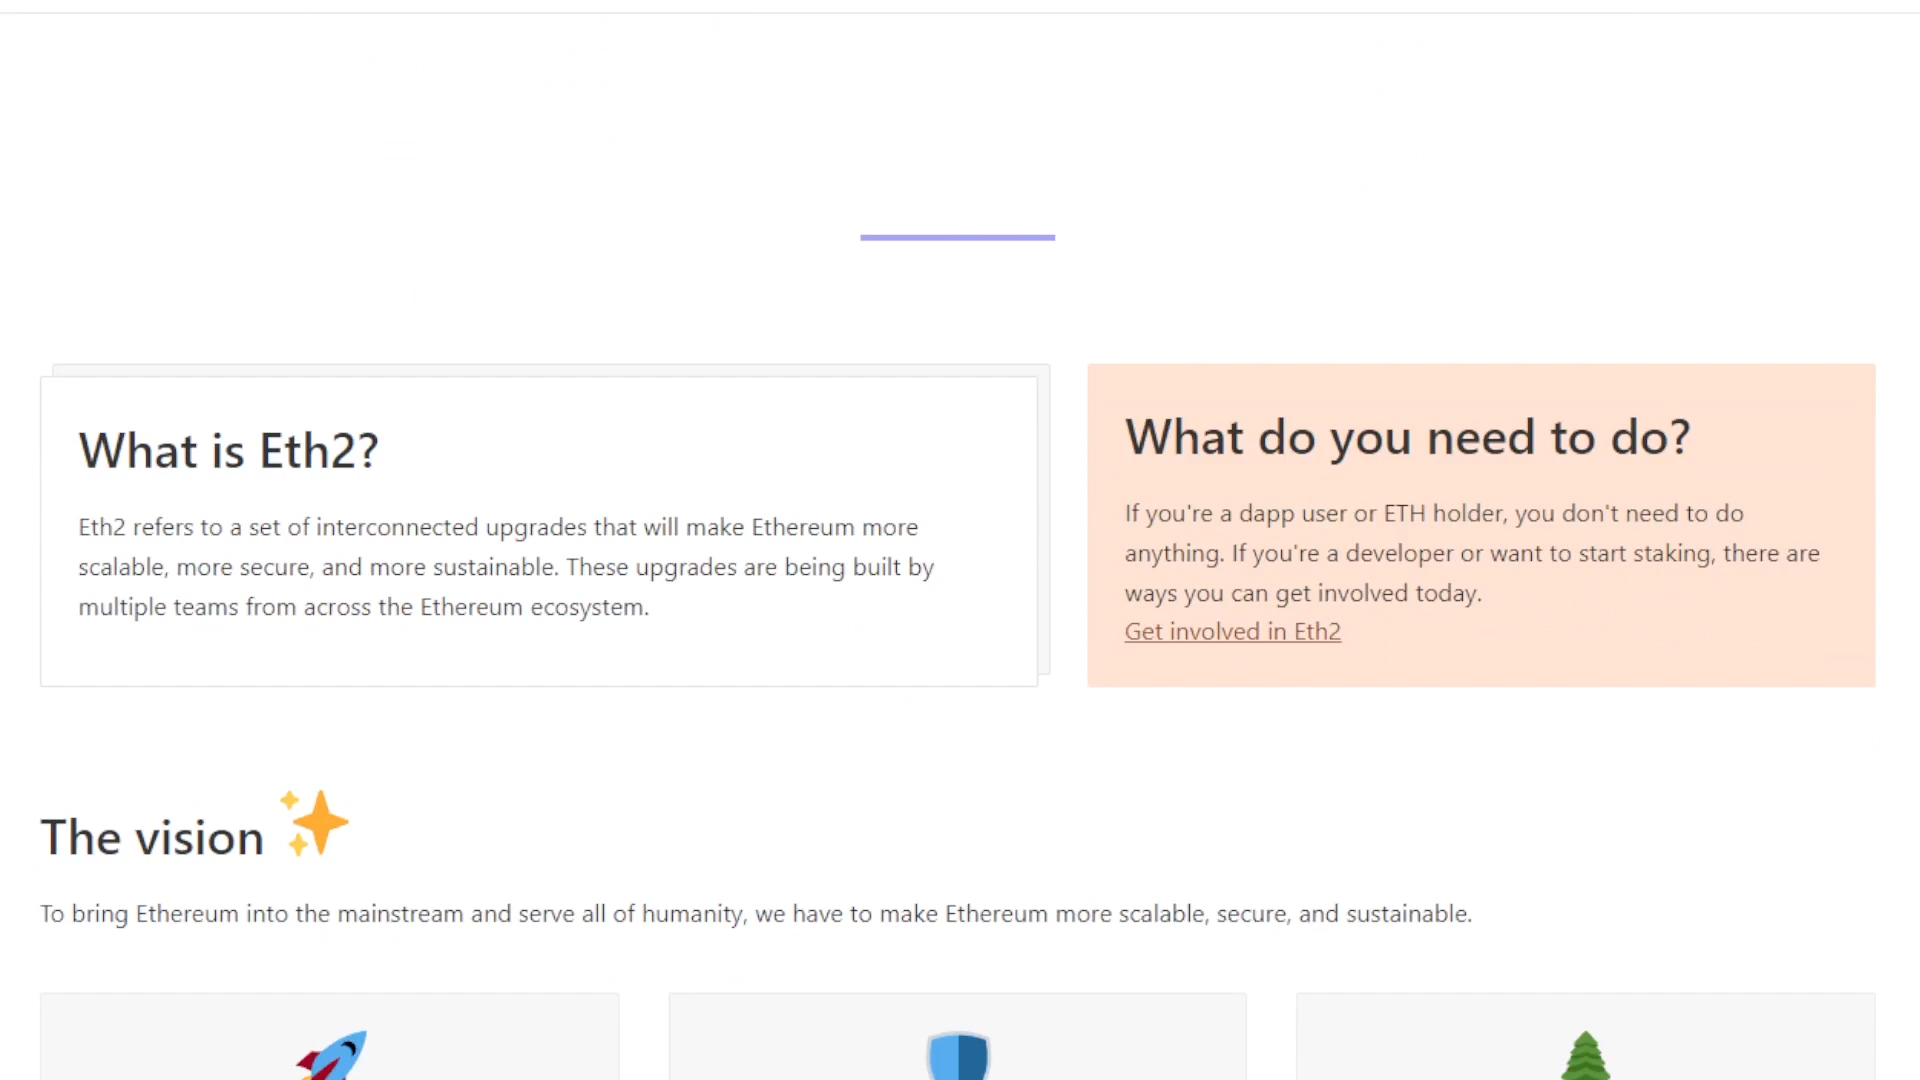 What is Eth2?
Eth2 refers to a set of interconnected upgrades that will make Ethereum more
scalable, more secure, and more sustainable. These upgrades are being built by
multiple teams from across the Ethereum ecosystem.
What do you need to do?
If you're a dapp user or ETH holder, you don't need to do
anything. If you're a developer or want to start staking, there are
ways you can get involved today.
Get involved in Eth2
The vision
To bring Ethereum into the mainstream and serve all of humanity, we have to make Ethereum more scalable, secure, and sustainable.